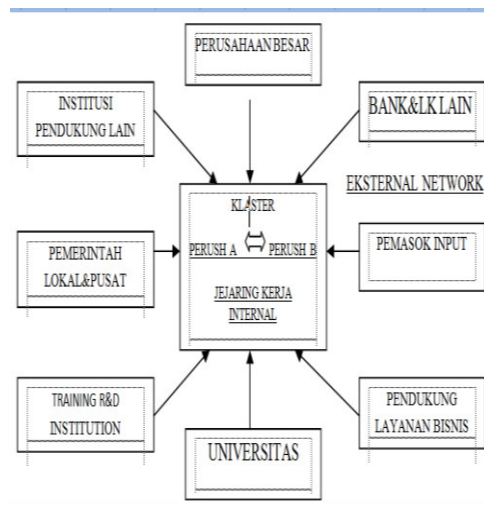 PERUSAHAAN BESAR
INSTITUSI
PENDUKUNG LAIN
BANK&LK LAIN
EKSTERNAL NETWORK
KLASTER
PERUSH A PERUSH B
JEJARING KERJA
INTERNAL
PEMERINTAH
LOKAL&PUSAT
PEMASOK INPUT
TRAINING R&D
INSTITUTION
UNIVERSITAS
PENDUKUNG
LAYANAN BISNIS